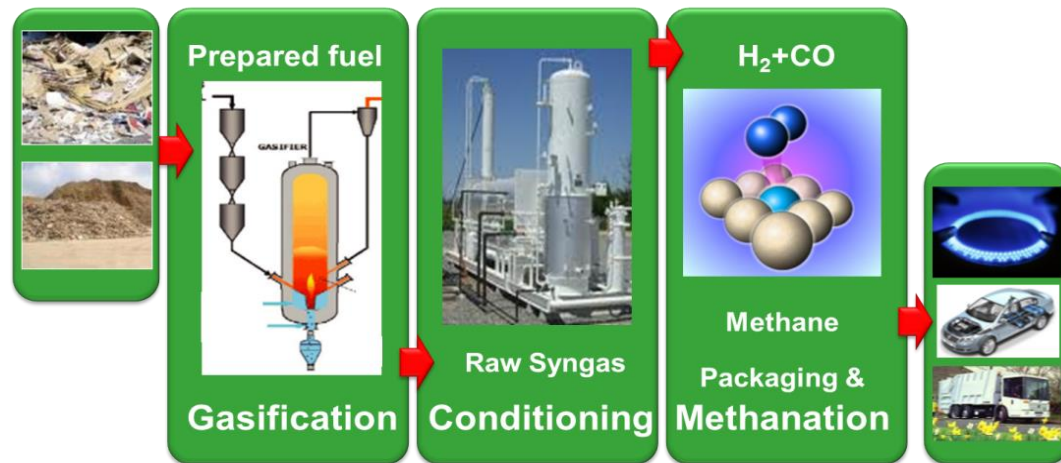 Prepared fuel
GASIFIER
Gasification
Raw Syngas
Conditioning
H₂+CO
Methane
Packaging &
Methanation